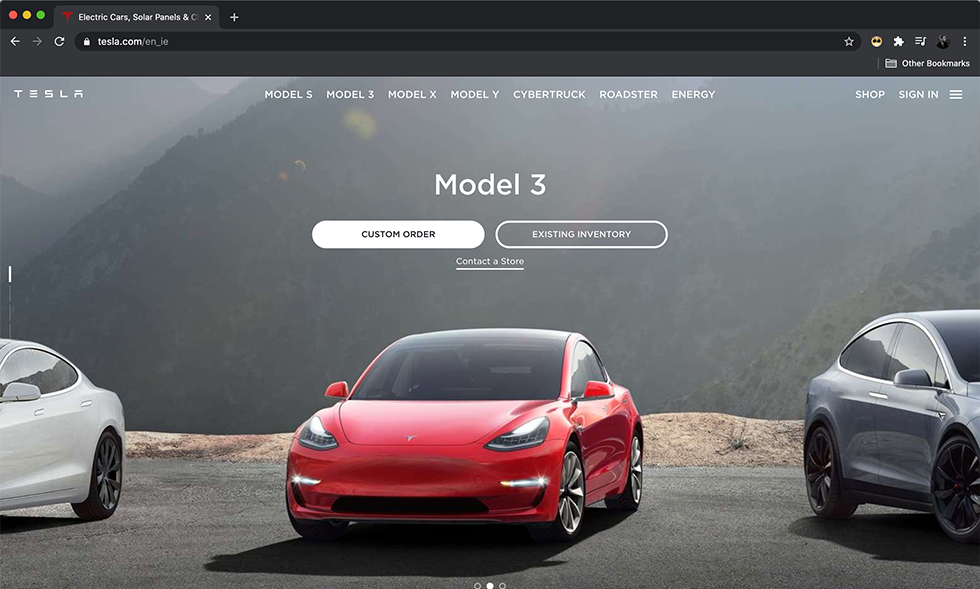 Electric Cars, Solar Panels & Cl
tesla.com/en_ie
Other Bookmarks
TESLA
MODEL S MODEL 3 MODEL X MODEL Y CYBERTRUCK ROADSTER ENERGY
SHOP SIGN IN
Model 3
CUSTOM ORDER
EXISTING INVENTORY
Contact a Store